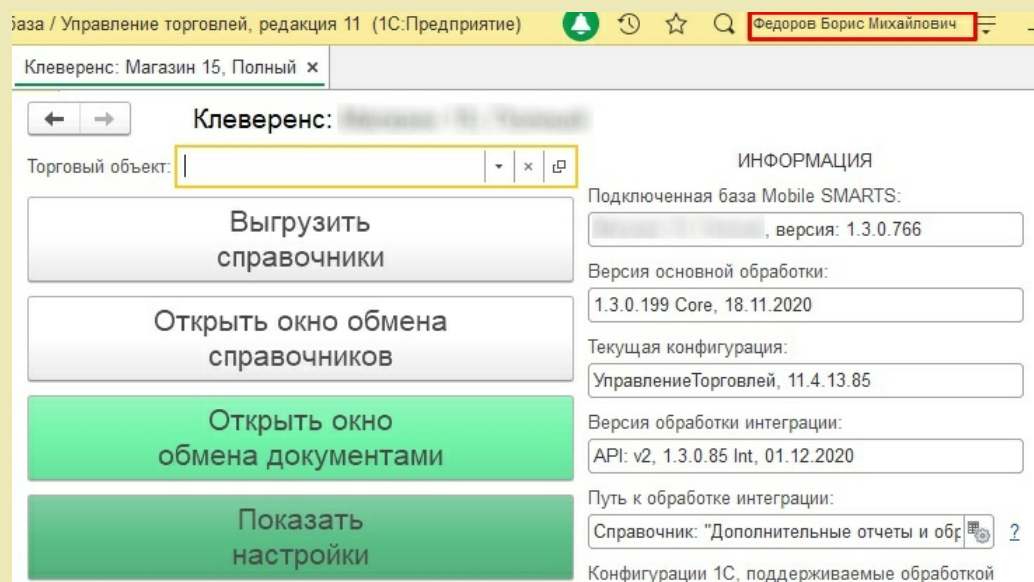 база / Управление торговлей, редакция 11 (1С:Предприятие)
Федоров Борис Михайлович
Клеверенс: Магазин 15, Полный ×
Клеверенс:
Торговый объект:
Выгрузить
справочники
Открыть окно обмена
справочников
Открыть окно
обмена документами
Показать
настройки
ИНФОРМАЦИЯ
Подключенная база Mobile SMARTS:
, версия: 1.3.0.766
Версия основной обработки:
1.3.0.199 Core, 18.11.2020
Текущая конфигурация:
УправлениеТорговлей, 11.4.13.85
Версия обработки интеграции:
API: v2, 1.3.0.85 Int, 01.12.2020
Путь к обработке интеграции:
Справочник: "Дополнительные отчеты и обр
?
Конфигурации 1С, поддерживаемые обработкой